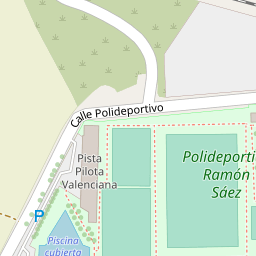 Calle Polideportivo
Pista
Pilota
Valenciana
Polideporti
Ramón
Sáez
P
Piscina
cubierta